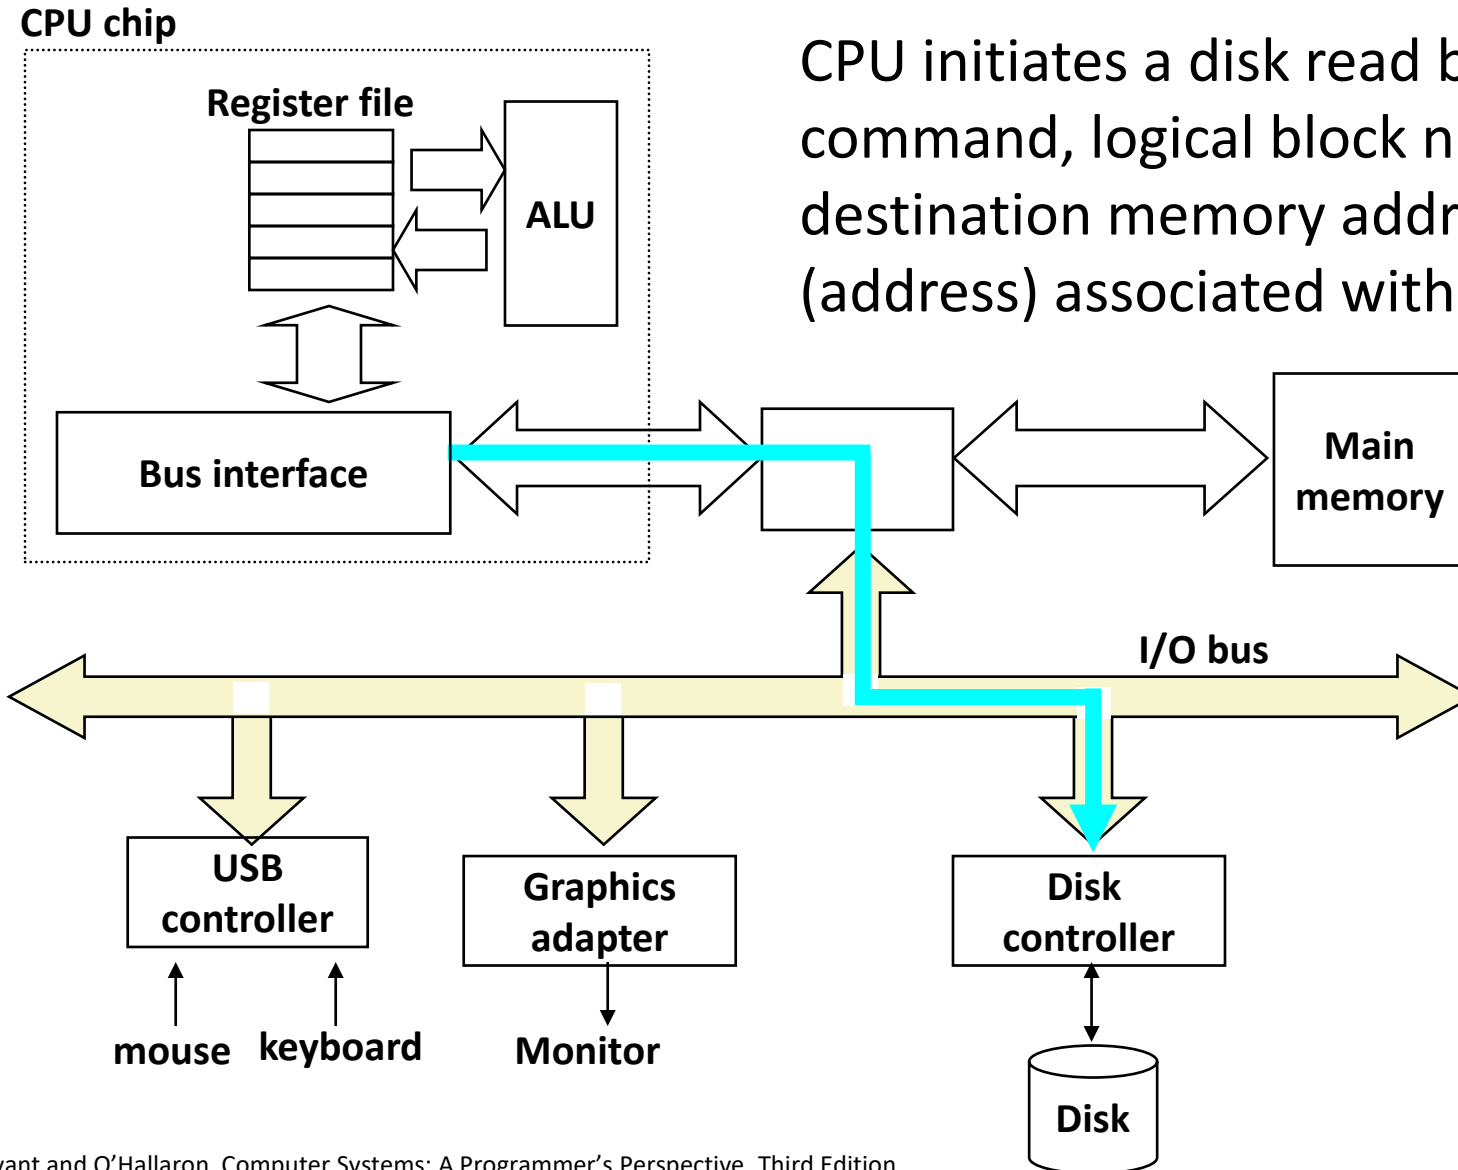 CPU chip
CPU initiates a disk read
command, logical block
destination memory
(address) associated with
Register file
ALU
Bus interface
Main
memory
I/O bus
USB
controller
Graphics
adapter
Disk
controller
mouse
keyboard
Monitor
Disk
and O'Hallaron, Computer Systems: A Programmer's Perspective, Third Edition